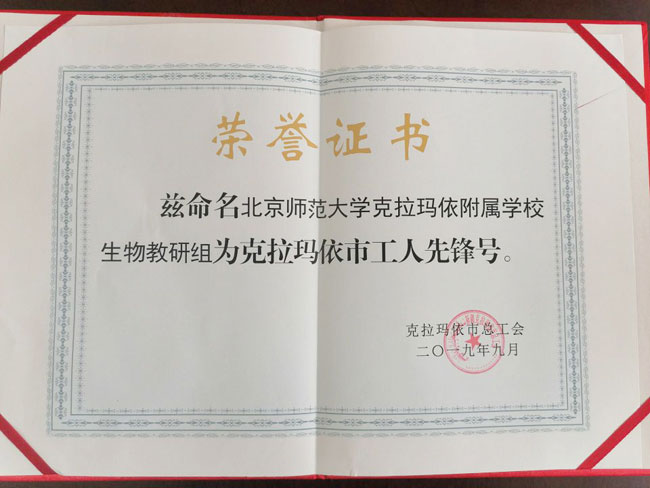 荣誉证书
兹命名北京师范大学克拉玛依附属学校
生物教研组为克拉玛依市工人先锋号。
克拉玛依市总工会
二〇一九年九月